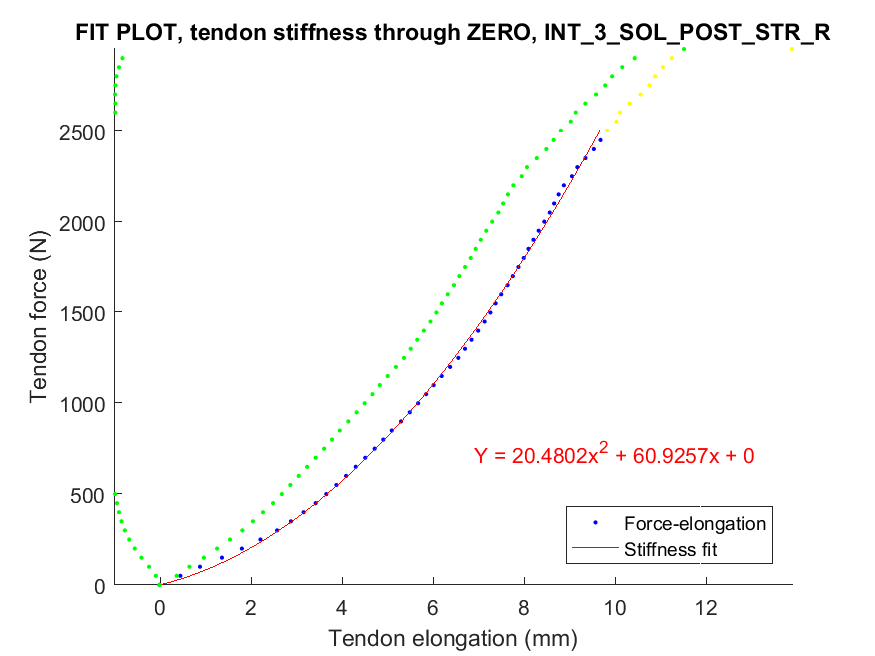 FIT PLOT, tendon stiffness through ZERO, INT_3_SOL_POST_STR_R
Tendon force (N)
2500
2000
1500
1000
500
0
Y = 20.4802x² + 60.9257x + 0
Force-elongation
Stiffness fit
0 2 4 6 8 10 12
Tendon elongation (mm)